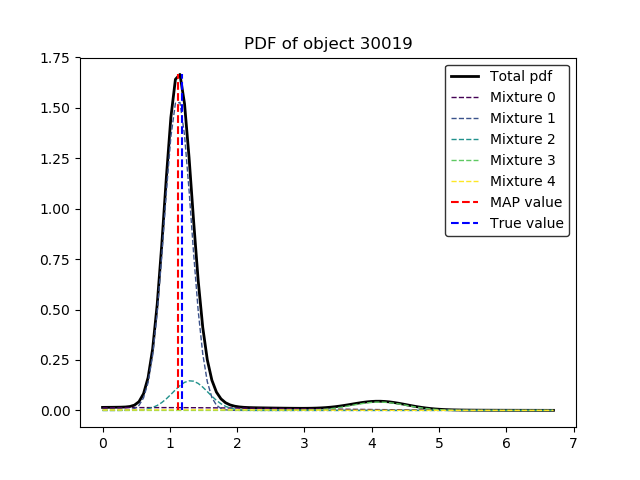 PDF of object 30019
1.75
1.50
1.25
1.00
0.75
0.50
0.25
0.00
0 1 2 3 4 5 6 7
Total pdf
Mixture 0
Mixture 1
Mixture 2
Mixture 3
Mixture 4
MAP value
True value